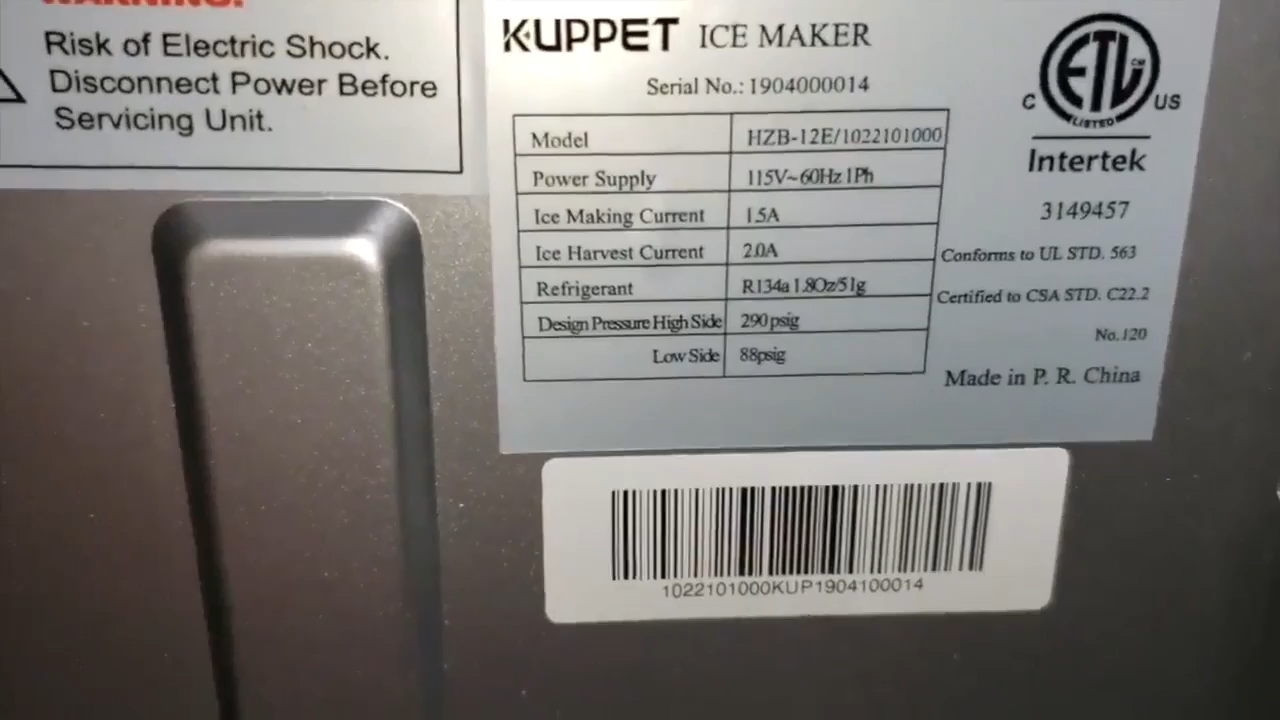 WARNING:
Risk of Electric Shock.
Disconnect Power Before
Servicing Unit.
KUPPET ICE MAKER
Serial No.: 1904000014
Model HZB-12E/1022101000
Power Supply 115V~60Hz 1Ph
Ice Making Current 1.5A
Ice Harvest Current 2.0A
Refrigerant R134a 1.8Oz/51g
Design Pressure High Side 290psig
Low Side 88psig
ETL CM
LISTED
C US
Intertek
3149457
Conforms to UL STD. 563
Certified to CSA STD. C22.2
No.120
Made in P. R. China
1022101000KUP1904100014